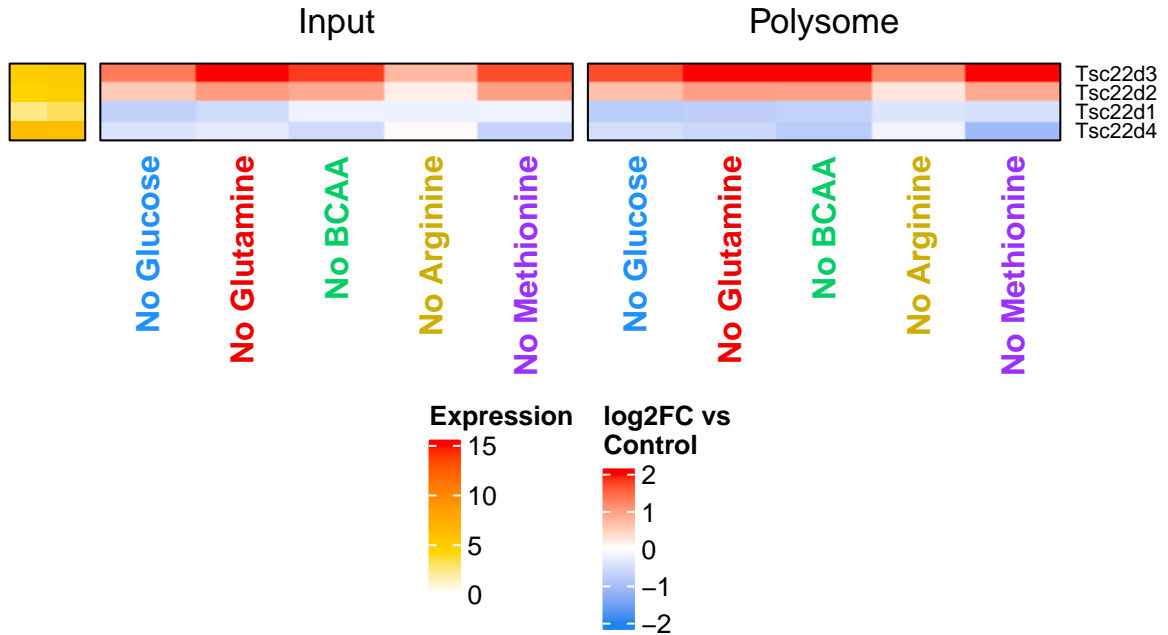 Input
Polysome
Tsc22d3
Tsc22d2
Tsc22d1
Tsc22d4
No Glucose
No Glutamine
No BCAA
No Arginine
No Methionine
No Glucose
No Glutamine
No BCAA
No Arginine
No Methionine
Expression
15
10
5
0
log2FC vs
Control
2
1
0
−1
−2